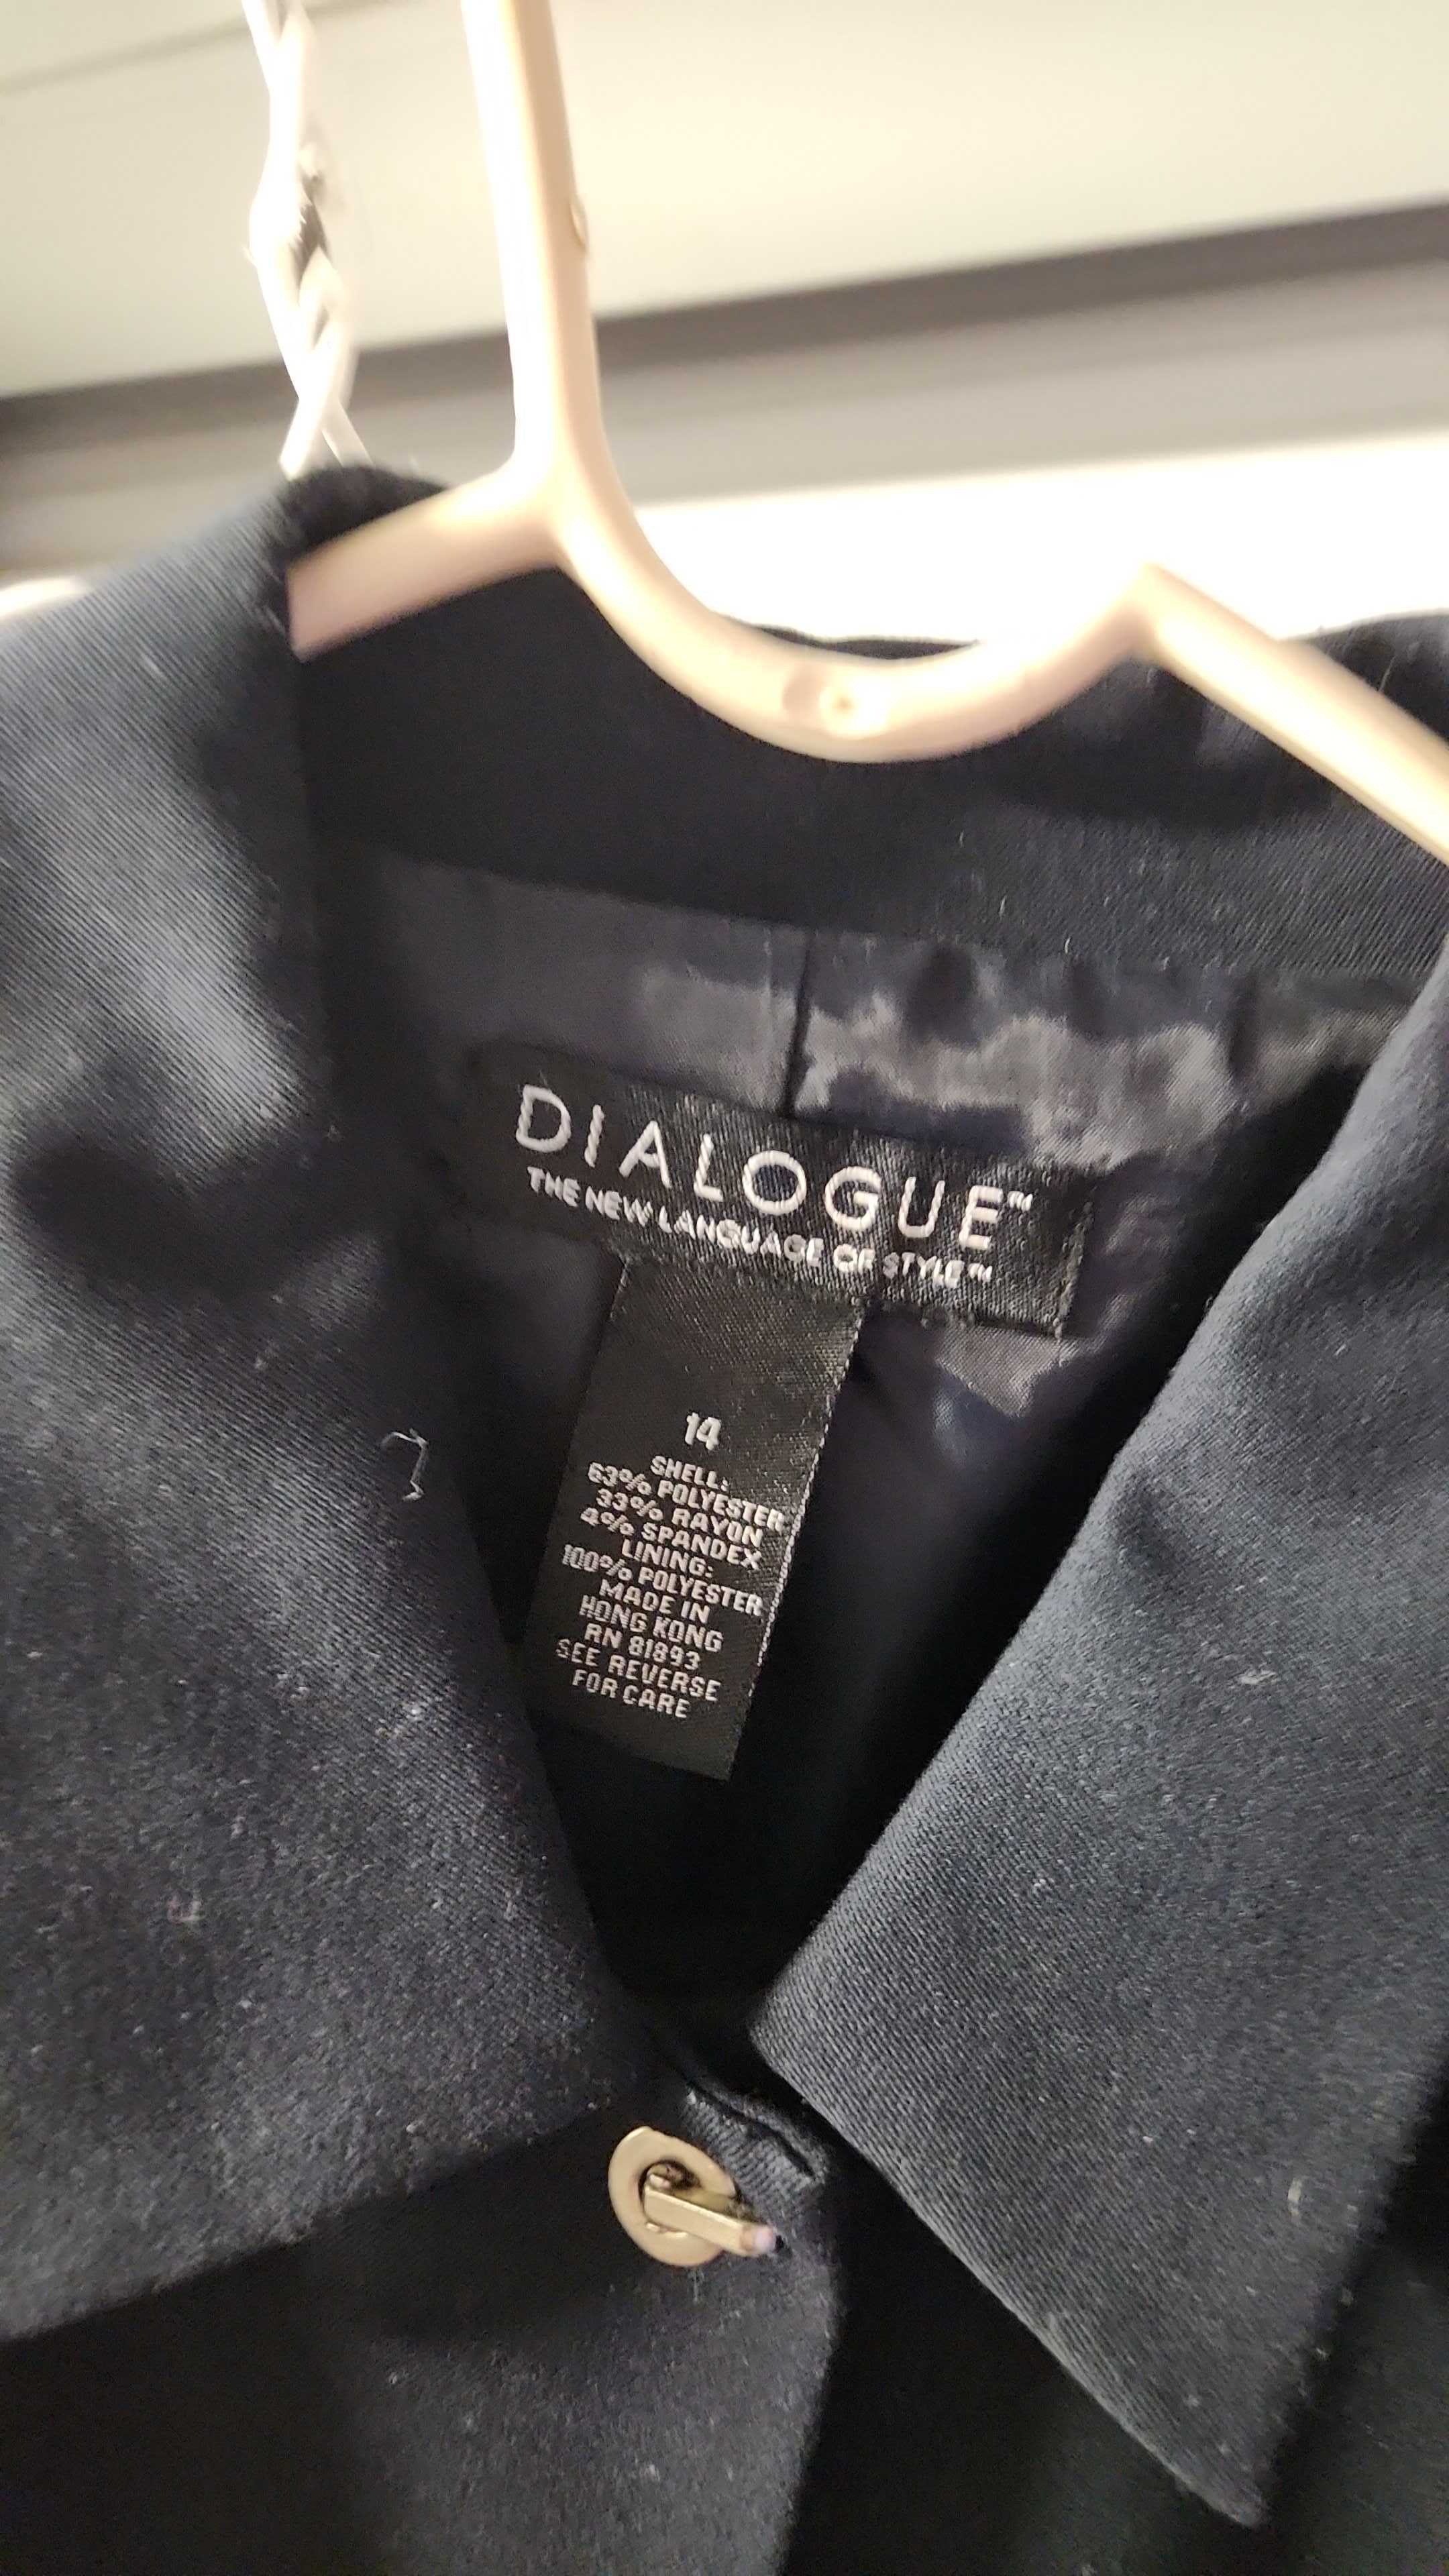 DIALOGUE™
THE NEW LANGUAGE OF STYLE™
14
SHELL:
63% POLYESTER
33% RAYON
4% SPANDEX
LINING:
100% POLYESTER
MADE IN
HONG KONG
RN 81893
SEE REVERSE
FOR CARE